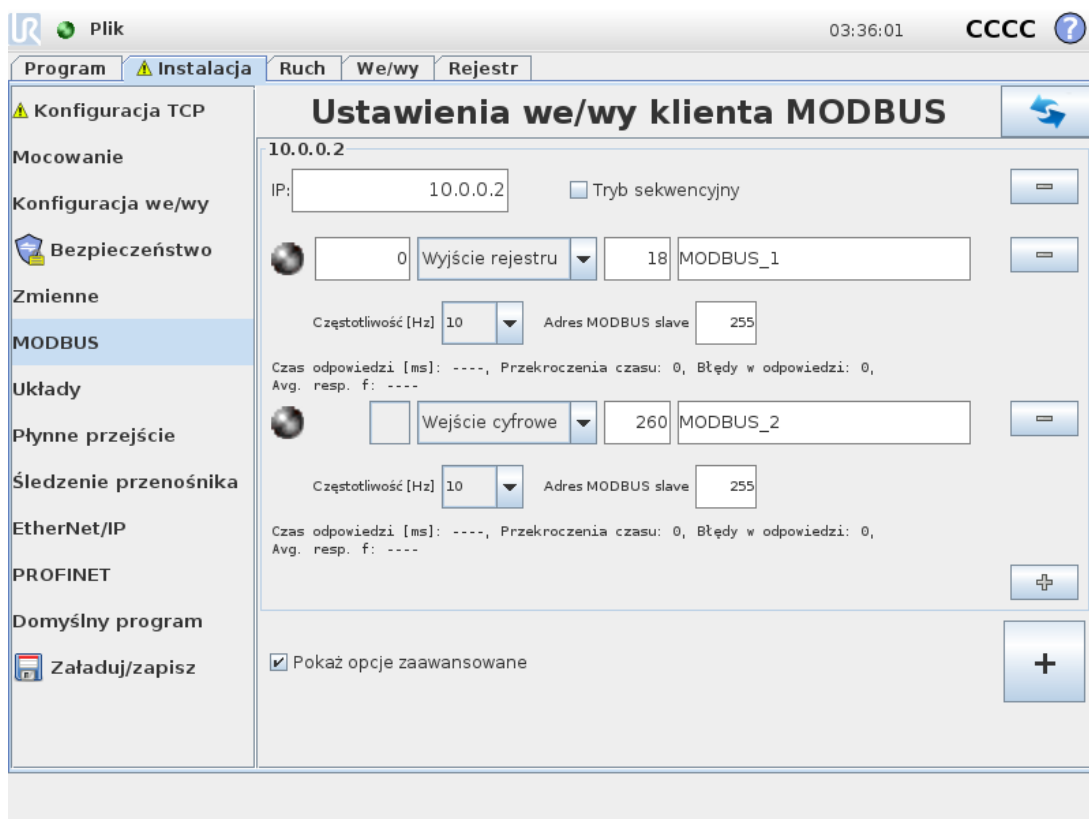 UR Plik 03:36:01 CCCC ?
Program Instalacja Ruch We/wy Rejestr
Konfiguracja TCP
Mocowanie
Konfiguracja we/wy
Bezpieczeństwo
Zmienne
MODBUS
Układy
Płynne przejście
Śledzenie przenośnika
EtherNet/IP
PROFINET
Domyślny program
Załaduj/zapisz
Ustawienia we/wy klienta MODBUS
10.0.0.2
IP: 10.0.0.2 Tryb sekwencyjny
0 Wyjście rejestru 18 MODBUS_1
Częstotliwość [Hz] 10 Adres MODBUS slave 255
Czas odpowiedzi [ms]: ----, Przekroczenia czasu: 0, Błędy w odpowiedzi: 0,
Avg. resp. f: ----
Wejście cyfrowe 260 MODBUS_2
Częstotliwość [Hz] 10 Adres MODBUS slave 255
Czas odpowiedzi [ms]: ----, Przekroczenia czasu: 0, Błędy w odpowiedzi: 0,
Avg. resp. f: ----
Pokaż opcje zaawansowane